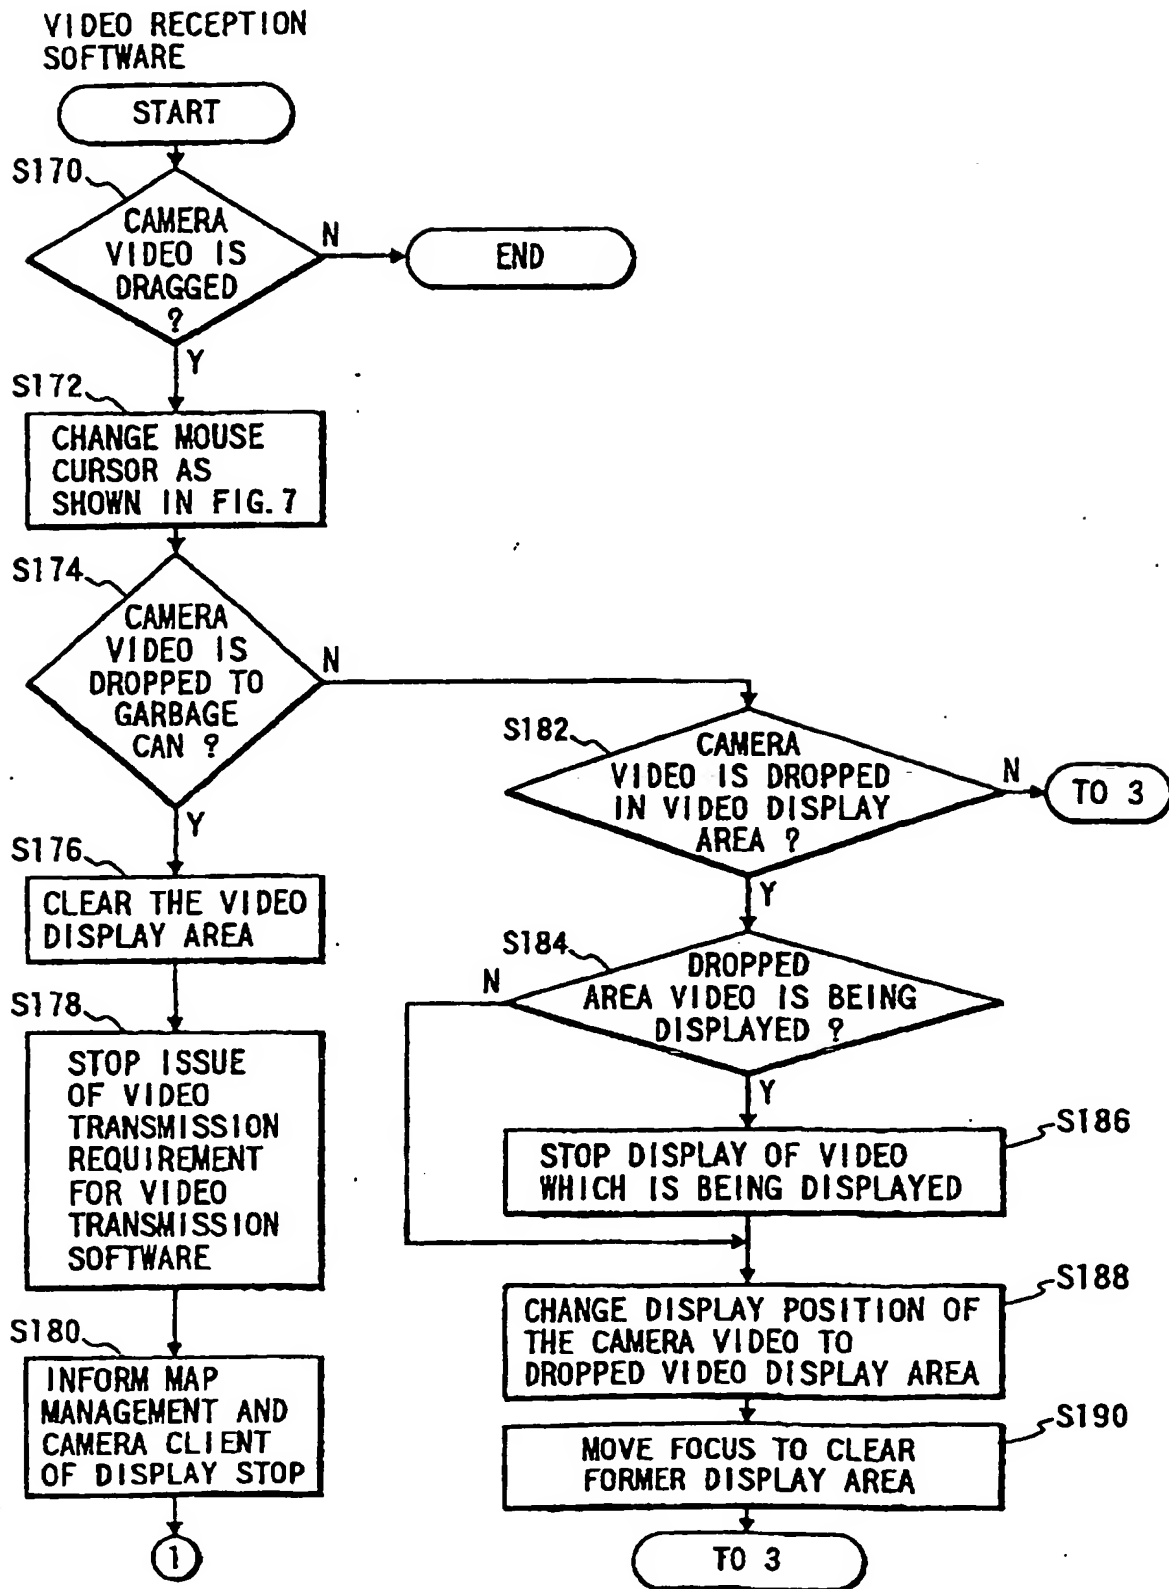 VIDEO RECEPTION
SOFTWARE
START
S170
CAMERA
VIDEO IS
DRAGGED
?
N
END
Y
S172
CHANGE MOUSE
CURSOR AS
SHOWN IN FIG. 7
S174
CAMERA
VIDEO IS
DROPPED TO
GARBAGE
CAN ?
N
Y
S176
CLEAR THE VIDEO
DISPLAY AREA
S178
STOP ISSUE
OF VIDEO
TRANSMISSION
REQUIREMENT
FOR VIDEO
TRANSMISSION
SOFTWARE
S180
INFORM MAP
MANAGEMENT AND
CAMERA CLIENT
OF DISPLAY STOP
1
S182
CAMERA
VIDEO IS DROPPED
IN VIDEO DISPLAY
AREA ?
N
TO 3
Y
S184
DROPPED
AREA VIDEO IS BEING
DISPLAYED ?
N
Y
S186
STOP DISPLAY OF VIDEO
WHICH IS BEING DISPLAYED
S188
CHANGE DISPLAY POSITION OF
THE CAMERA VIDEO TO
DROPPED VIDEO DISPLAY AREA
S190
MOVE FOCUS TO CLEAR
FORMER DISPLAY AREA
TO 3